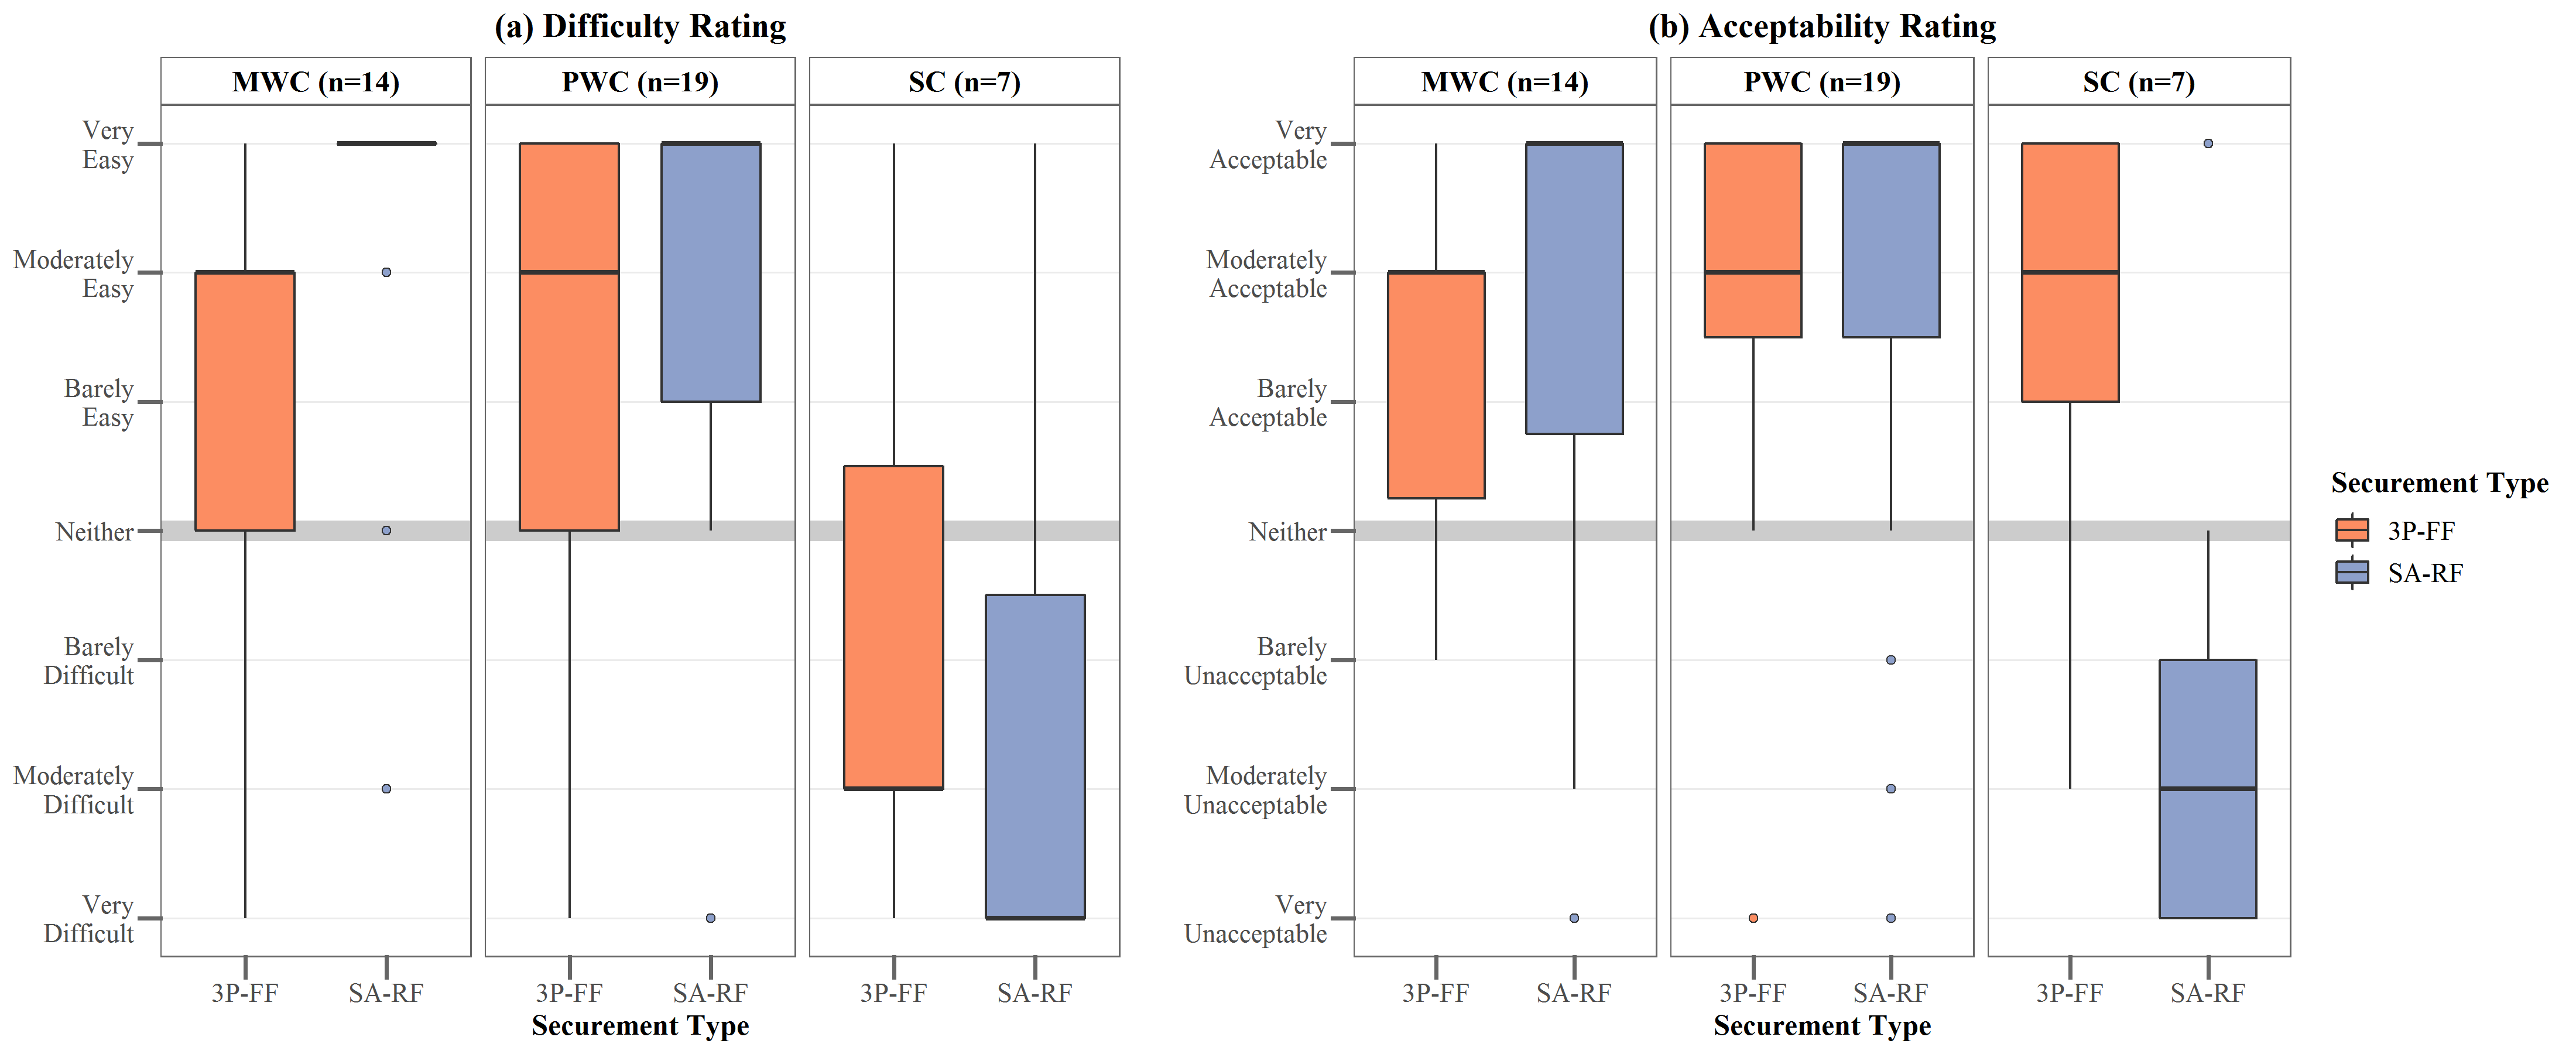 (a) Difficulty Rating
MWC (n=14)
PWC (n=19)
SC (n=7)
Very
Easy
Moderately
Easy
Barely
Easy
Neither
Barely
Difficult
Moderately
Difficult
Very
Difficult
3P-FF
SA-RF
3P-FF
SA-RF
3P-FF
SA-RF
Securement Type
(b) Acceptability Rating
MWC (n=14)
PWC (n=19)
SC (n=7)
Very
Acceptable
Moderately
Acceptable
Barely
Acceptable
Neither
Barely
Unacceptable
Moderately
Unacceptable
Very
Unacceptable
3P-FF
SA-RF
3P-FF
SA-RF
3P-FF
SA-RF
Securement Type
Securement Type
3P-FF
SA-RF